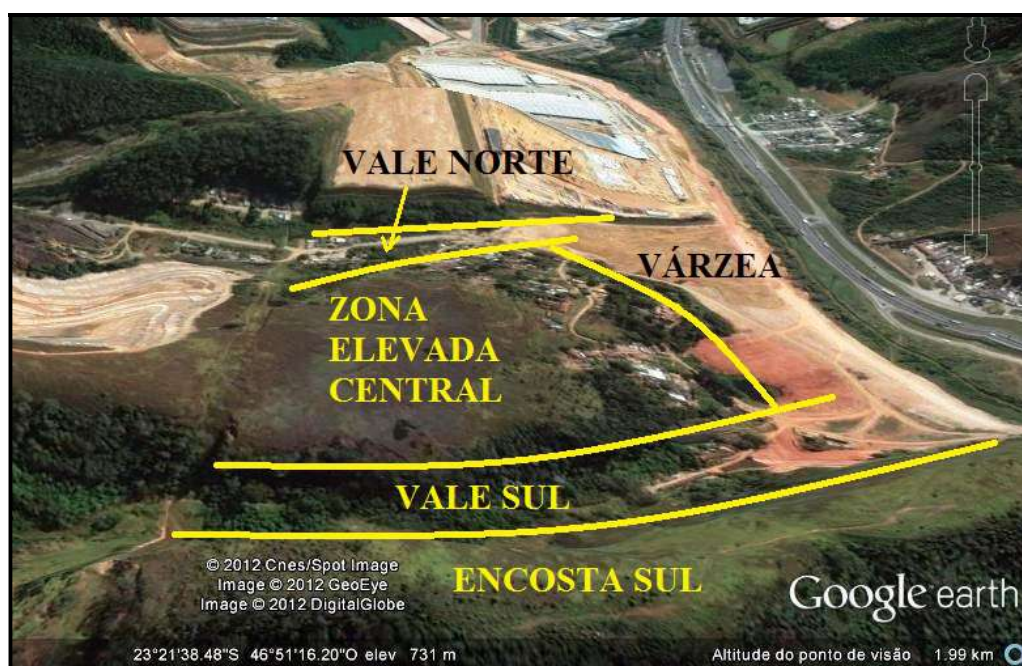 VALE NORTE
VÁRZEA
ZONA
ELEVADA
CENTRAL
VALE SUL
ENCOSTA SUL
© 2012 Cnes/Spot Image
Image © 2012 GeoEye
Image © 2012 DigitalGlobe
Google earth
23°21'38.48"S 46°51'16.20"O elev 731 m
Altitude do ponto de visão 1.99 km